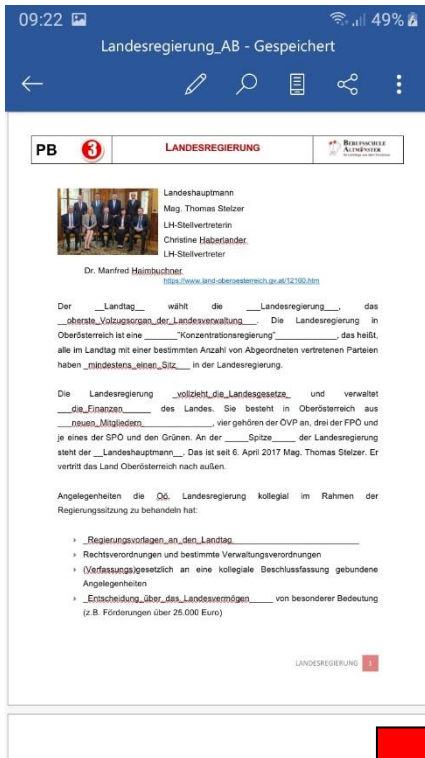 09:22 49%
Landesregierung_AB - Gespeichert
PB 3 LANDESREGIERUNG BERUFSSCHULE ALTMÜNSTER
Landeshauptmann
Mag. Thomas Stelzer
LH-Stellvertreterin
Christine Haberlander
LH-Stellvertreter
Dr. Manfred Haimbuchner
https://www.land-oberoesterreich.gv.at/12160.htm
Der __Landtag__ wählt die ___Landesregierung___, das
__oberste_Vollzugsorgan_der_Landesverwaltung___. Die Landesregierung in
Oberösterreich ist eine _______"Konzentrationsregierung"_____________, das heißt,
alle im Landtag mit einer bestimmten Anzahl von Abgeordneten vertretenen Parteien
haben _mindestens_einen_Sitz___ in der Landesregierung.
Die Landesregierung _vollzieht_die_Landesgesetze_ und verwaltet
___die_Finanzen______ des Landes. Sie besteht in Oberösterreich aus
___neuen_Mitgliedern_______________, vier gehören der ÖVP an, drei der FPÖ und
je eines der SPÖ und den Grünen. An der _____Spitze_____ der Landesregierung
steht der __Landeshauptmann__. Das ist seit 6. April 2017 Mag. Thomas Stelzer. Er
vertritt das Land Oberösterreich nach außen.
Angelegenheiten die Oö. Landesregierung kollegial im Rahmen der
Regierungssitzung zu behandeln hat:
› _Regierungsvorlagen_an_den_Landtag_____________________________
› Rechtsverordnungen und bestimmte Verwaltungsverordnungen
› (Verfassungs)gesetzlich an eine kollegiale Beschlussfassung gebundene
Angelegenheiten
› _Entscheidung_über_das_Landesvermögen_____ von besonderer Bedeutung
(z.B. Förderungen über 25.000 Euro)
LANDESREGIERUNG 1